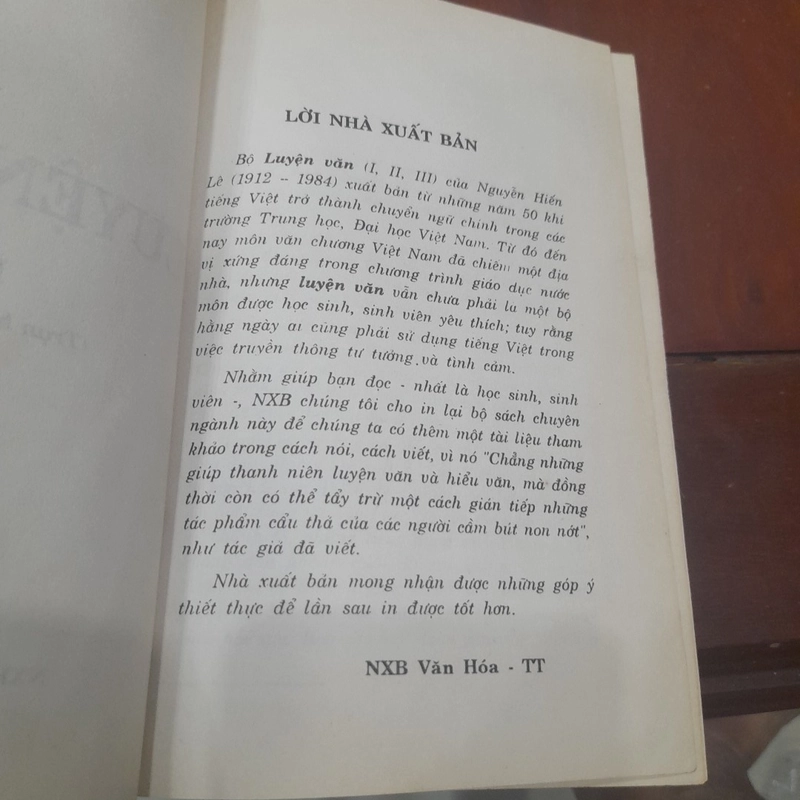 LỜI NHÀ XUẤT BẢN
Bộ Luyện văn (I, II, III) của Nguyễn Hiến
Lê (1912 - 1984) xuất bản từ những năm 50 khi
tiếng Việt trở thành chuyển ngữ chính trong các
trường Trung học, Đại học Việt Nam. Từ đó đến
nay môn văn chương Việt Nam đã chiếm một địa
vị xứng đáng trong chương trình giáo dục nước
nhà, nhưng luyện văn vẫn chưa phải la một bộ
môn được học sinh, sinh viên yêu thích; tuy rằng
hằng ngày ai cũng phải sử dụng tiếng Việt trong
việc truyền thông tư tưởng và tình cảm.
Nhằm giúp bạn đọc - nhất là học sinh, sinh
viên -, NXB chúng tôi cho in lại bộ sách chuyên
ngành này để chúng ta có thêm một tài liệu tham
khảo trong cách nói, cách viết, vì nó "Chẳng những
giúp thanh niên luyện văn và hiểu văn, mà đồng
thời còn có thể tẩy trừ một cách gián tiếp những
tác phẩm cẩu thả của các người cầm bút non nớt",
như tác giả đã viết.
Nhà xuất bản mong nhận được những góp ý
thiết thực để lần sau in được tốt hơn.
NXB Văn Hóa - TT